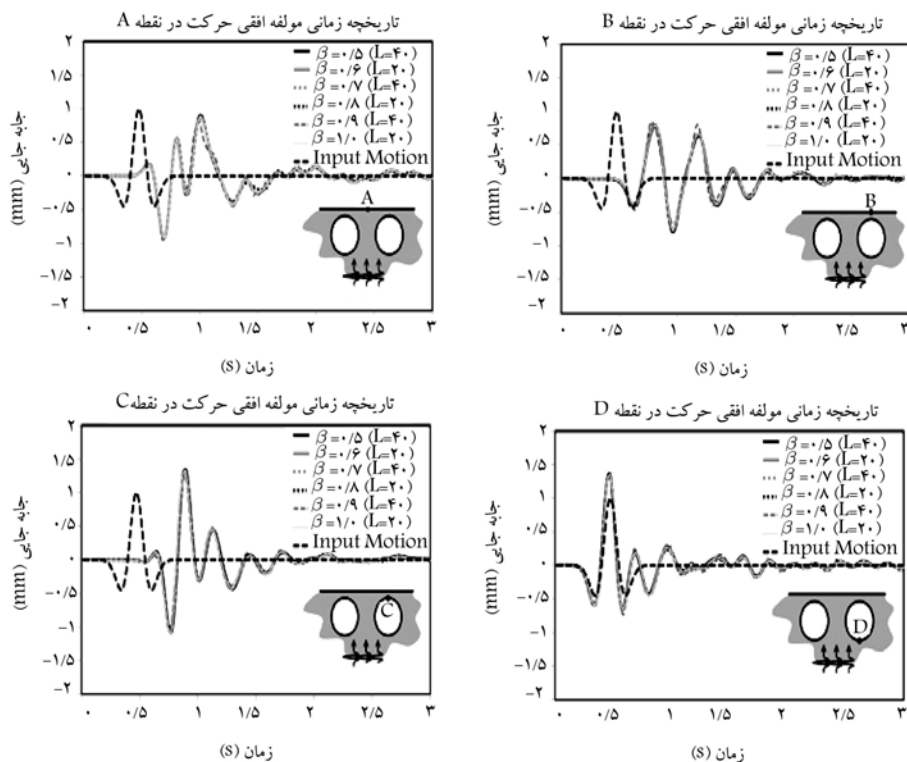 تاریخچه زمانی مولفه افقی حرکت در نقطه A
جابه جایی (mm)
۲
۱/۵
۱
۰/۵
۰
−۰/۵
−۱
−۱/۵
−۲
β=۰/۵ (L=۴۰)
β=۰/۶ (L=۲۰)
β=۰/۷ (L=۴۰)
β=۰/۸ (L=۲۰)
β=۰/۹ (L=۴۰)
β=۱/۰ (L=۲۰)
Input Motion
A
۰ ۰/۵ ۱ ۱/۵ ۲ ۲/۵ ۳
زمان (s)
تاریخچه زمانی مولفه افقی حرکت در نقطه B
جابه جایی (mm)
۲
۱/۵
۱
۰/۵
۰
−۰/۵
−۱
−۱/۵
−۲
β=۰/۵ (L=۴۰)
β=۰/۶ (L=۲۰)
β=۰/۷ (L=۴۰)
β=۰/۸ (L=۲۰)
β=۰/۹ (L=۴۰)
β=۱/۰ (L=۲۰)
Input Motion
B
۰ ۰/۵ ۱ ۱/۵ ۲ ۲/۵ ۳
زمان (s)
تاریخچه زمانی مولفه افقی حرکت در نقطه C
جابه جایی (mm)
۲
۱/۵
۱
۰/۵
۰
−۰/۵
−۱
−۱/۵
−۲
β=۰/۵ (L=۴۰)
β=۰/۶ (L=۲۰)
β=۰/۷ (L=۴۰)
β=۰/۸ (L=۲۰)
β=۰/۹ (L=۴۰)
β=۱/۰ (L=۲۰)
Input Motion
C
۰ ۰/۵ ۱ ۱/۵ ۲ ۲/۵ ۳
زمان (s)
تاریخچه زمانی مولفه افقی حرکت در نقطه D
جابه جایی (mm)
۲
۱/۵
۱
۰/۵
۰
−۰/۵
−۱
−۱/۵
−۲
β=۰/۵ (L=۴۰)
β=۰/۶ (L=۲۰)
β=۰/۷ (L=۴۰)
β=۰/۸ (L=۲۰)
β=۰/۹ (L=۴۰)
β=۱/۰ (L=۲۰)
Input Motion
D
۰ ۰/۵ ۱ ۱/۵ ۲ ۲/۵ ۳
زمان (s)